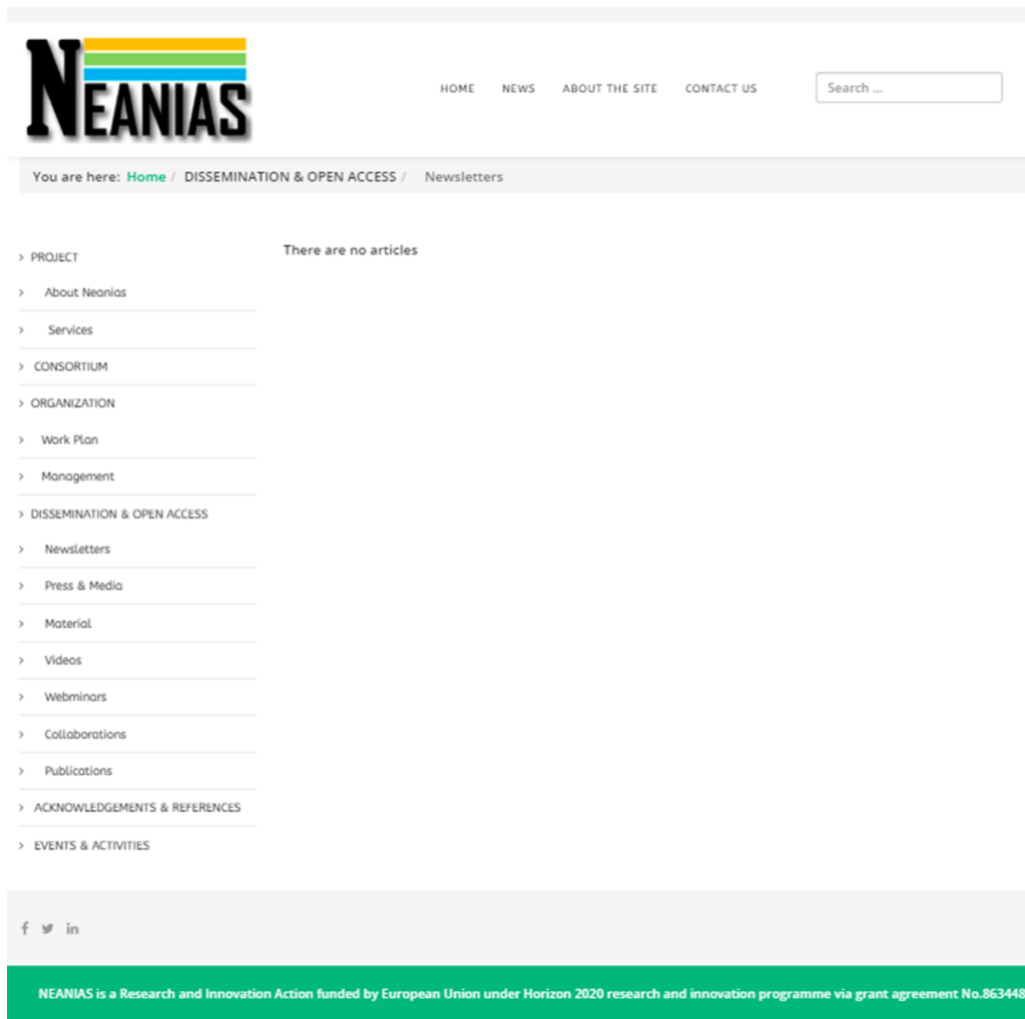 NEANIAS
HOME NEWS ABOUT THE SITE CONTACT US Search ...
You are here: Home / DISSEMINATION & OPEN ACCESS / Newsletters
There are no articles
> PROJECT
> About Neanias
> Services
> CONSORTIUM
> ORGANIZATION
> Work Plan
> Management
> DISSEMINATION & OPEN ACCESS
> Newsletters
> Press & Media
> Material
> Videos
> Webminars
> Collaborations
> Publications
> ACKNOWLEDGEMENTS & REFERENCES
> EVENTS & ACTIVITIES
NEANIAS is a Research and Innovation Action funded by European Union under Horizon 2020 research and innovation programme via grant agreement No.863448